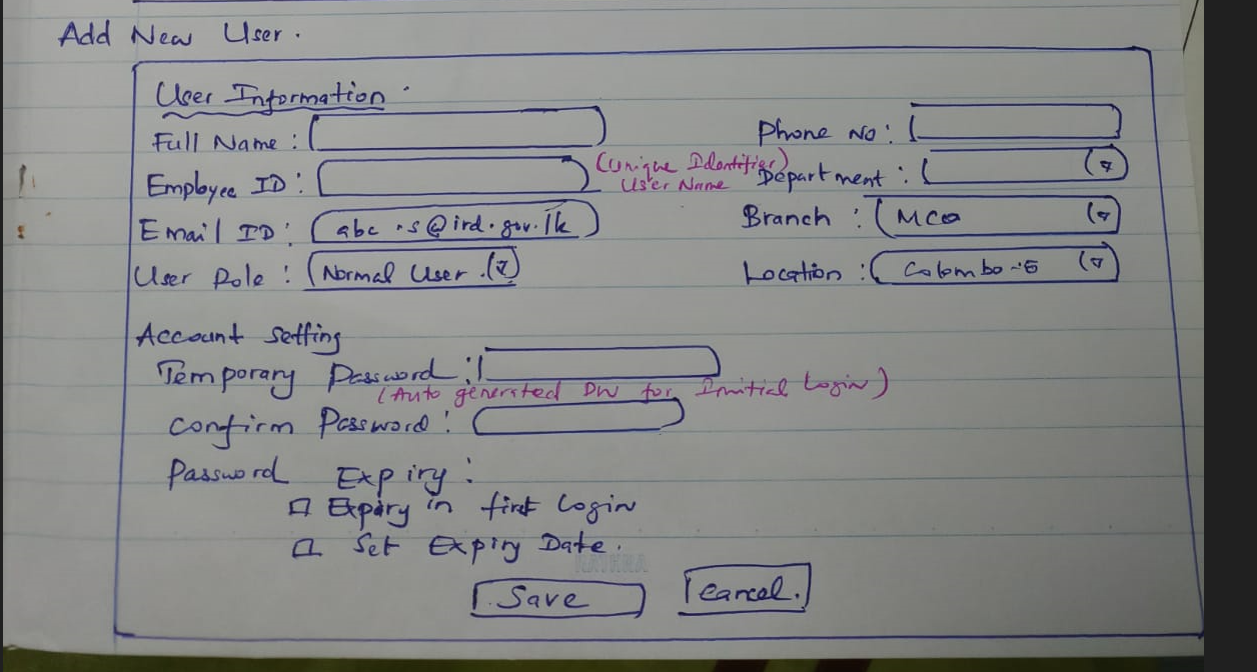 Add New User.
User Information
Full Name :
Phone No :
Employee ID :
(Unique Identifier)
User Name
Department :
Email ID : abc.s@ird.gov.lk
Branch : MCO
User Role : Normal User
Location : Colombo-
Account Setting
Temporary Password :
(Auto generated PW for Initial Login)
Confirm Password :
Password Expiry :
Expiry in first Login
Set Expiry Date.
Save
Cancel.